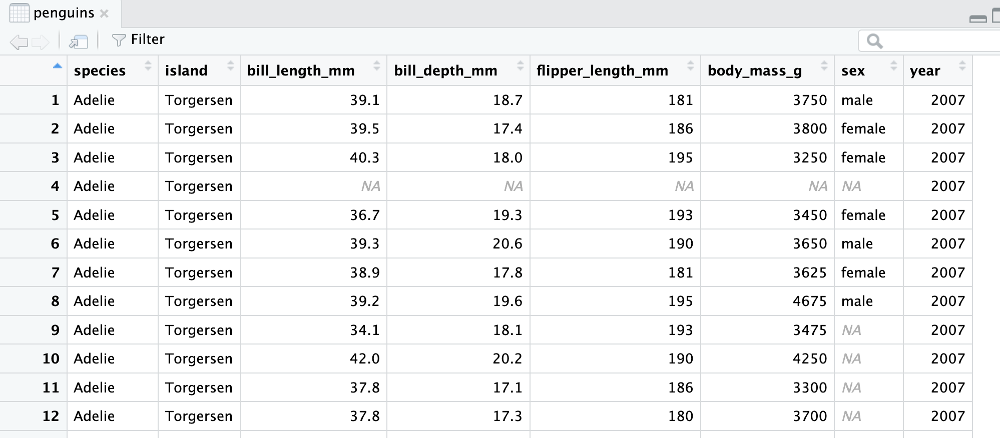 penguins
Filter
species island bill_length_mm bill_depth_mm flipper_length_mm body_mass_g sex year
1 Adelie Torgersen 39.1 18.7 181 3750 male 2007
2 Adelie Torgersen 39.5 17.4 186 3800 female 2007
3 Adelie Torgersen 40.3 18.0 195 3250 female 2007
4 Adelie Torgersen NA NA NA NA NA 2007
5 Adelie Torgersen 36.7 19.3 193 3450 female 2007
6 Adelie Torgersen 39.3 20.6 190 3650 male 2007
7 Adelie Torgersen 38.9 17.8 181 3625 female 2007
8 Adelie Torgersen 39.2 19.6 195 4675 male 2007
9 Adelie Torgersen 34.1 18.1 193 3475 NA 2007
10 Adelie Torgersen 42.0 20.2 190 4250 NA 2007
11 Adelie Torgersen 37.8 17.1 186 3300 NA 2007
12 Adelie Torgersen 37.8 17.3 180 3700 NA 2007